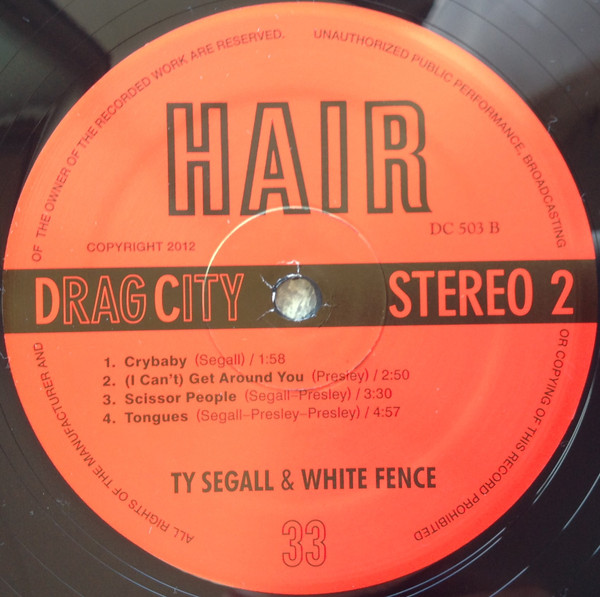 ALL RIGHTS OF THE MANUFACTURER AND OF THE OWNER OF THE RECORDED WORK ARE RESERVED. UNAUTHORIZED PUBLIC PERFORMANCE, BROADCASTING OR COPYING OF THIS RECORD PROHIBITED
HAIR
DC 503 B
COPYRIGHT 2012
DRAG CITY STEREO 2
1. Crybaby (Segall) / 1:58
2. (I Can't) Get Around You (Presley) / 2:50
3. Scissor People (Segall–Presley) / 3:30
4. Tongues (Segall–Presley–Presley) / 4:57
TY SEGALL & WHITE FENCE
33